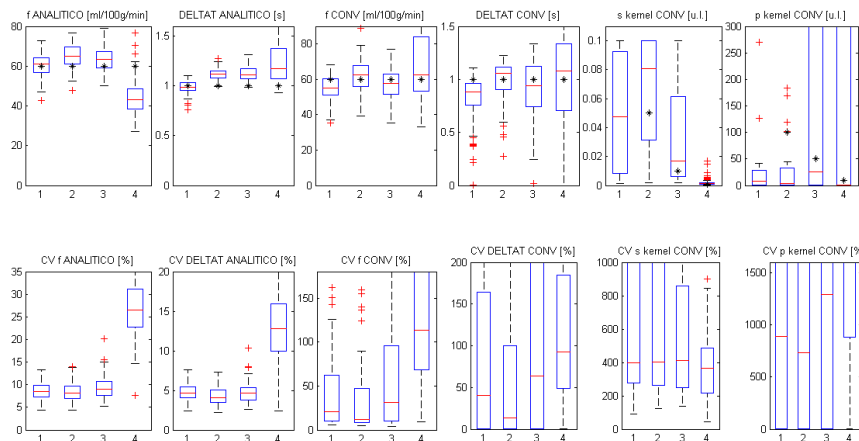 f ANALITICO [ml/100g/min]
DELTAT ANALITICO [s]
f CONV [ml/100g/min]
DELTAT CONV [s]
s kernel CONV [u.l.]
p kernel CONV [u.l.]
80
60
40
20
0
1 2 3 4
1.5
1
0.5
1 2 3 4
80
60
40
20
0
1 2 3 4
1.5
1
0.5
0
1 2 3 4
0.1
0.08
0.06
0.04
0.02
0
1 2 3 4
300
250
200
150
100
50
0
1 2 3 4
CV f ANALITICO [%]
CV DELTAT ANALITICO [%]
CV f CONV [%]
CV DELTAT CONV [%]
CV s kernel CONV [%]
CV p kernel CONV [%
35
30
25
20
15
10
5
0
1 2 3 4
20
15
10
5
0
1 2 3 4
150
100
50
0
1 2 3 4
200
150
100
50
0
1 2 3 4
1000
800
600
400
200
0
1 2 3 4
1500
1000
500
0
1 2 3 4